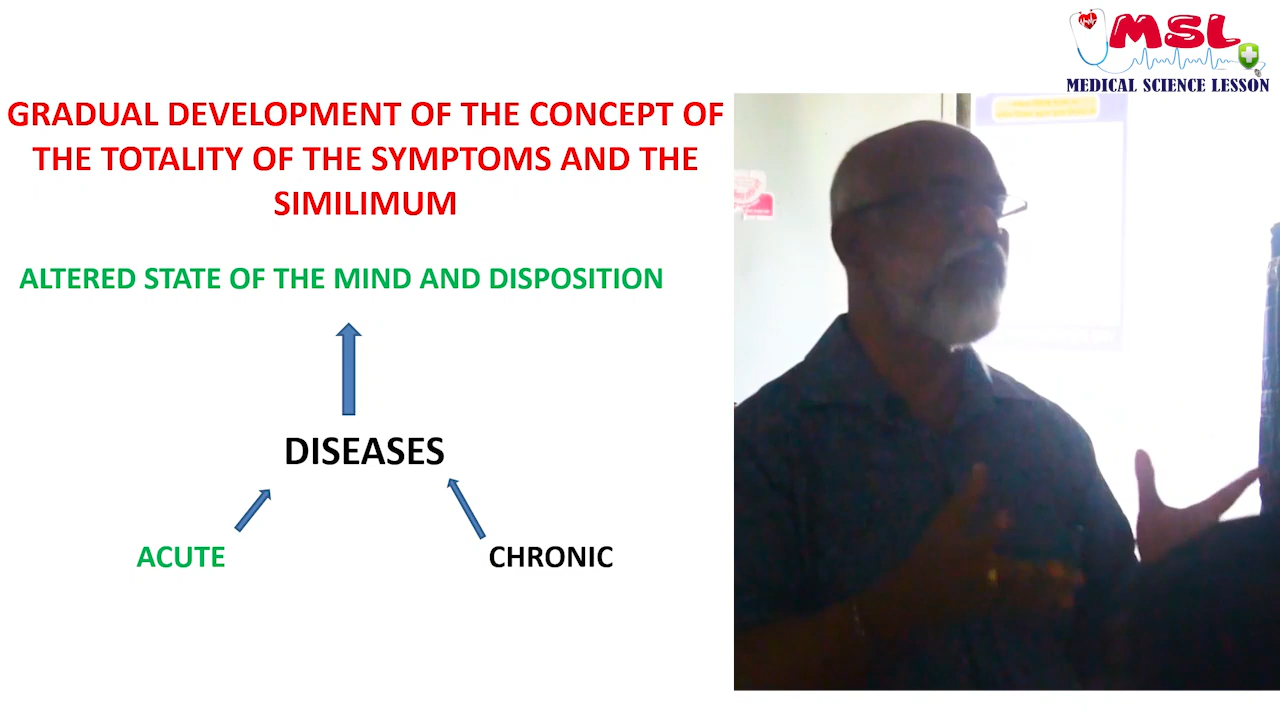 MSL
MEDICAL SCIENCE LESSON
GRADUAL DEVELOPMENT OF THE CONCEPT OF
THE TOTALITY OF THE SYMPTOMS AND THE
SIMILIMUM
ALTERED STATE OF THE MIND AND DISPOSITION
DISEASES
ACUTE
CHRONIC